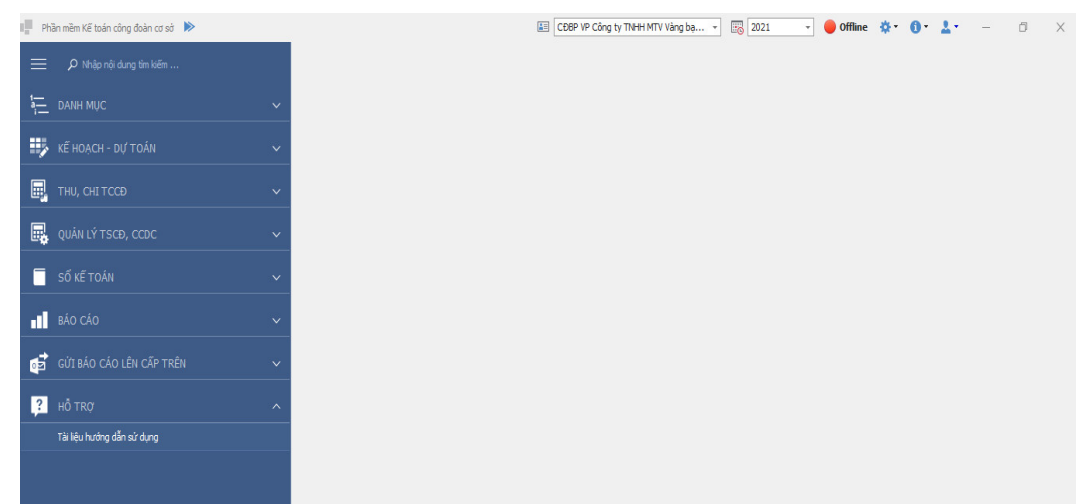 Phần mềm Kế toán công đoàn cơ sở
CĐBP VP Công ty TNHH MTV Vàng bạ...
2021
Offline
Nhập nội dung tìm kiếm ...
DANH MỤC
KẾ HOẠCH - DỰ TOÁN
THU, CHI TCCĐ
QUẢN LÝ TSCĐ, CCDC
SỔ KẾ TOÁN
BÁO CÁO
GỬI BÁO CÁO LÊN CẤP TRÊN
HỖ TRỢ
Tài liệu hướng dẫn sử dụng